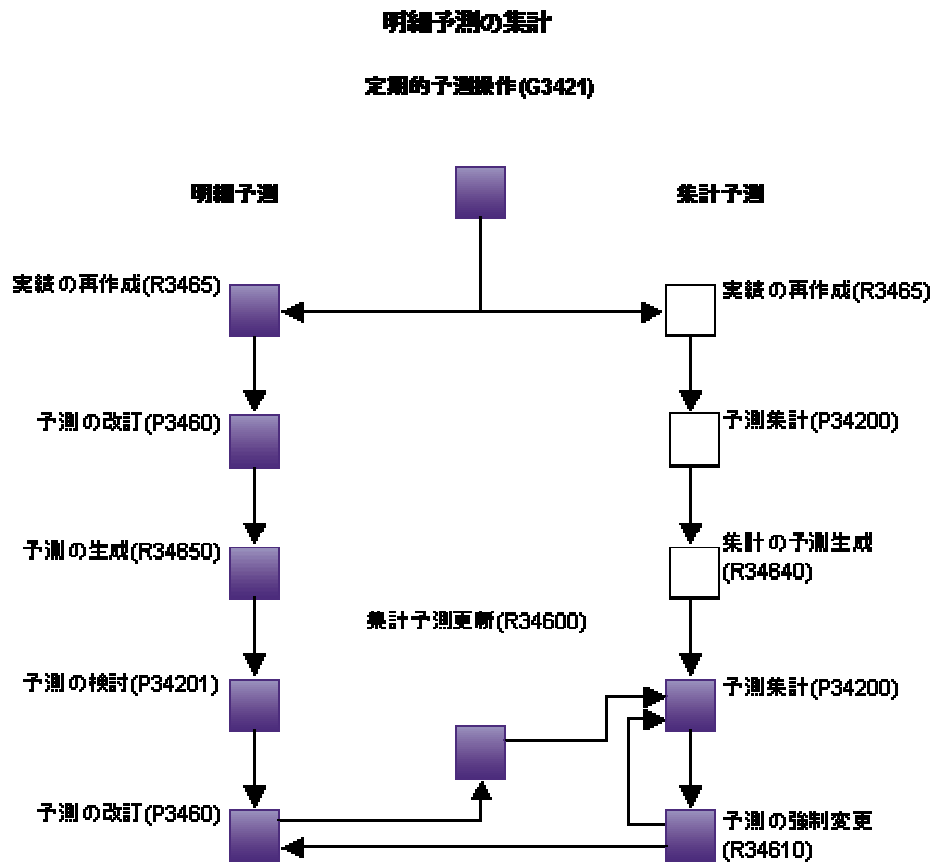 明細予測の集計
定期的予測操作(G3421)
明細予測
集計予測
実績の再作成(R3465)
実績の再作成(R3465)
予測の改訂(P3460)
予測集計(P34200)
予測の生成(R34650)
集計の予測生成
(R34640)
集計予測更新(R34600)
予測の検討(P34201)
予測集計(P34200)
予測の改訂(P3460)
予測の強制変更
(R34610)